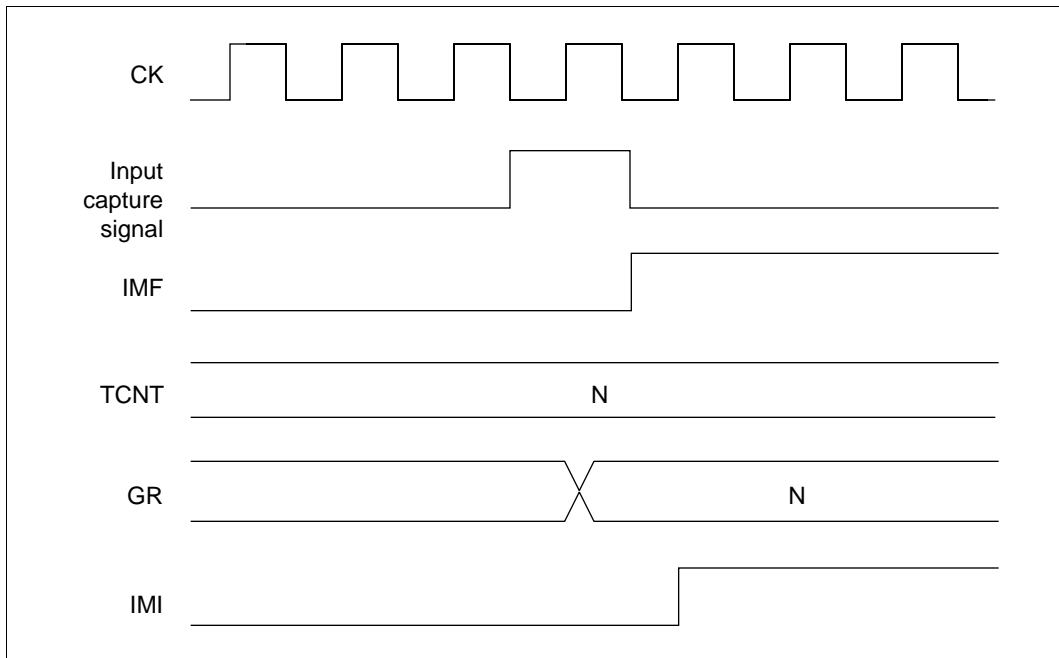 CK
Input
capture
signal
IMF
TCNT
N
GR
N
IMI